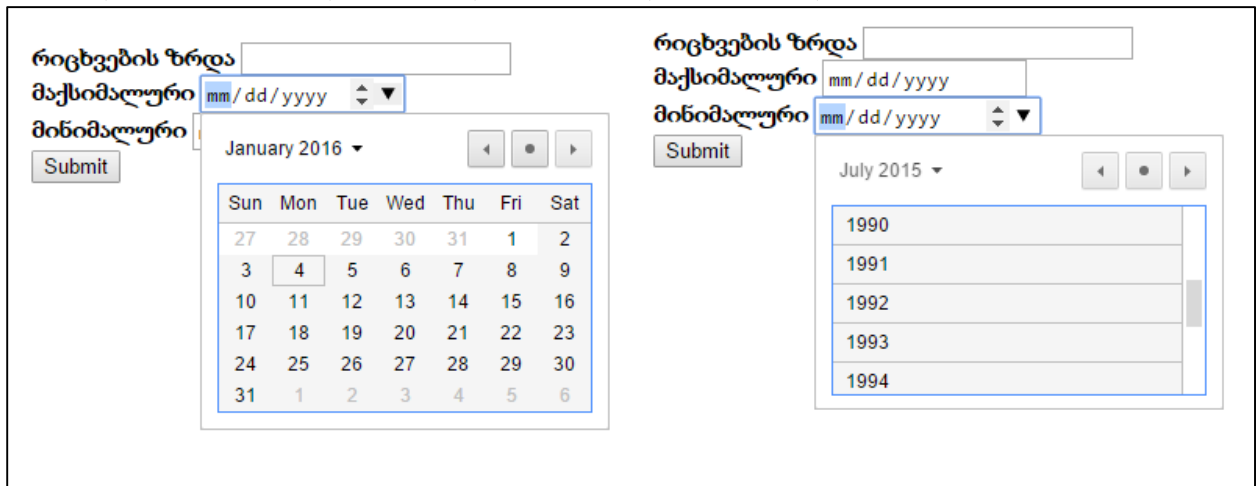 რიცხვების ზრდა
მაქსიმალური mm/dd/yyyy
მინიმალური
Submit
January 2016
Sun Mon Tue Wed Thu Fri Sat
27 28 29 30 31 1 2
3 4 5 6 7 8 9
10 11 12 13 14 15 16
17 18 19 20 21 22 23
24 25 26 27 28 29 30
31 1 2 3 4 5 6
რიცხვების ზრდა
მაქსიმალური mm/dd/yyyy
მინიმალური mm/dd/yyyy
Submit
July 2015
1990
1991
1992
1993
1994